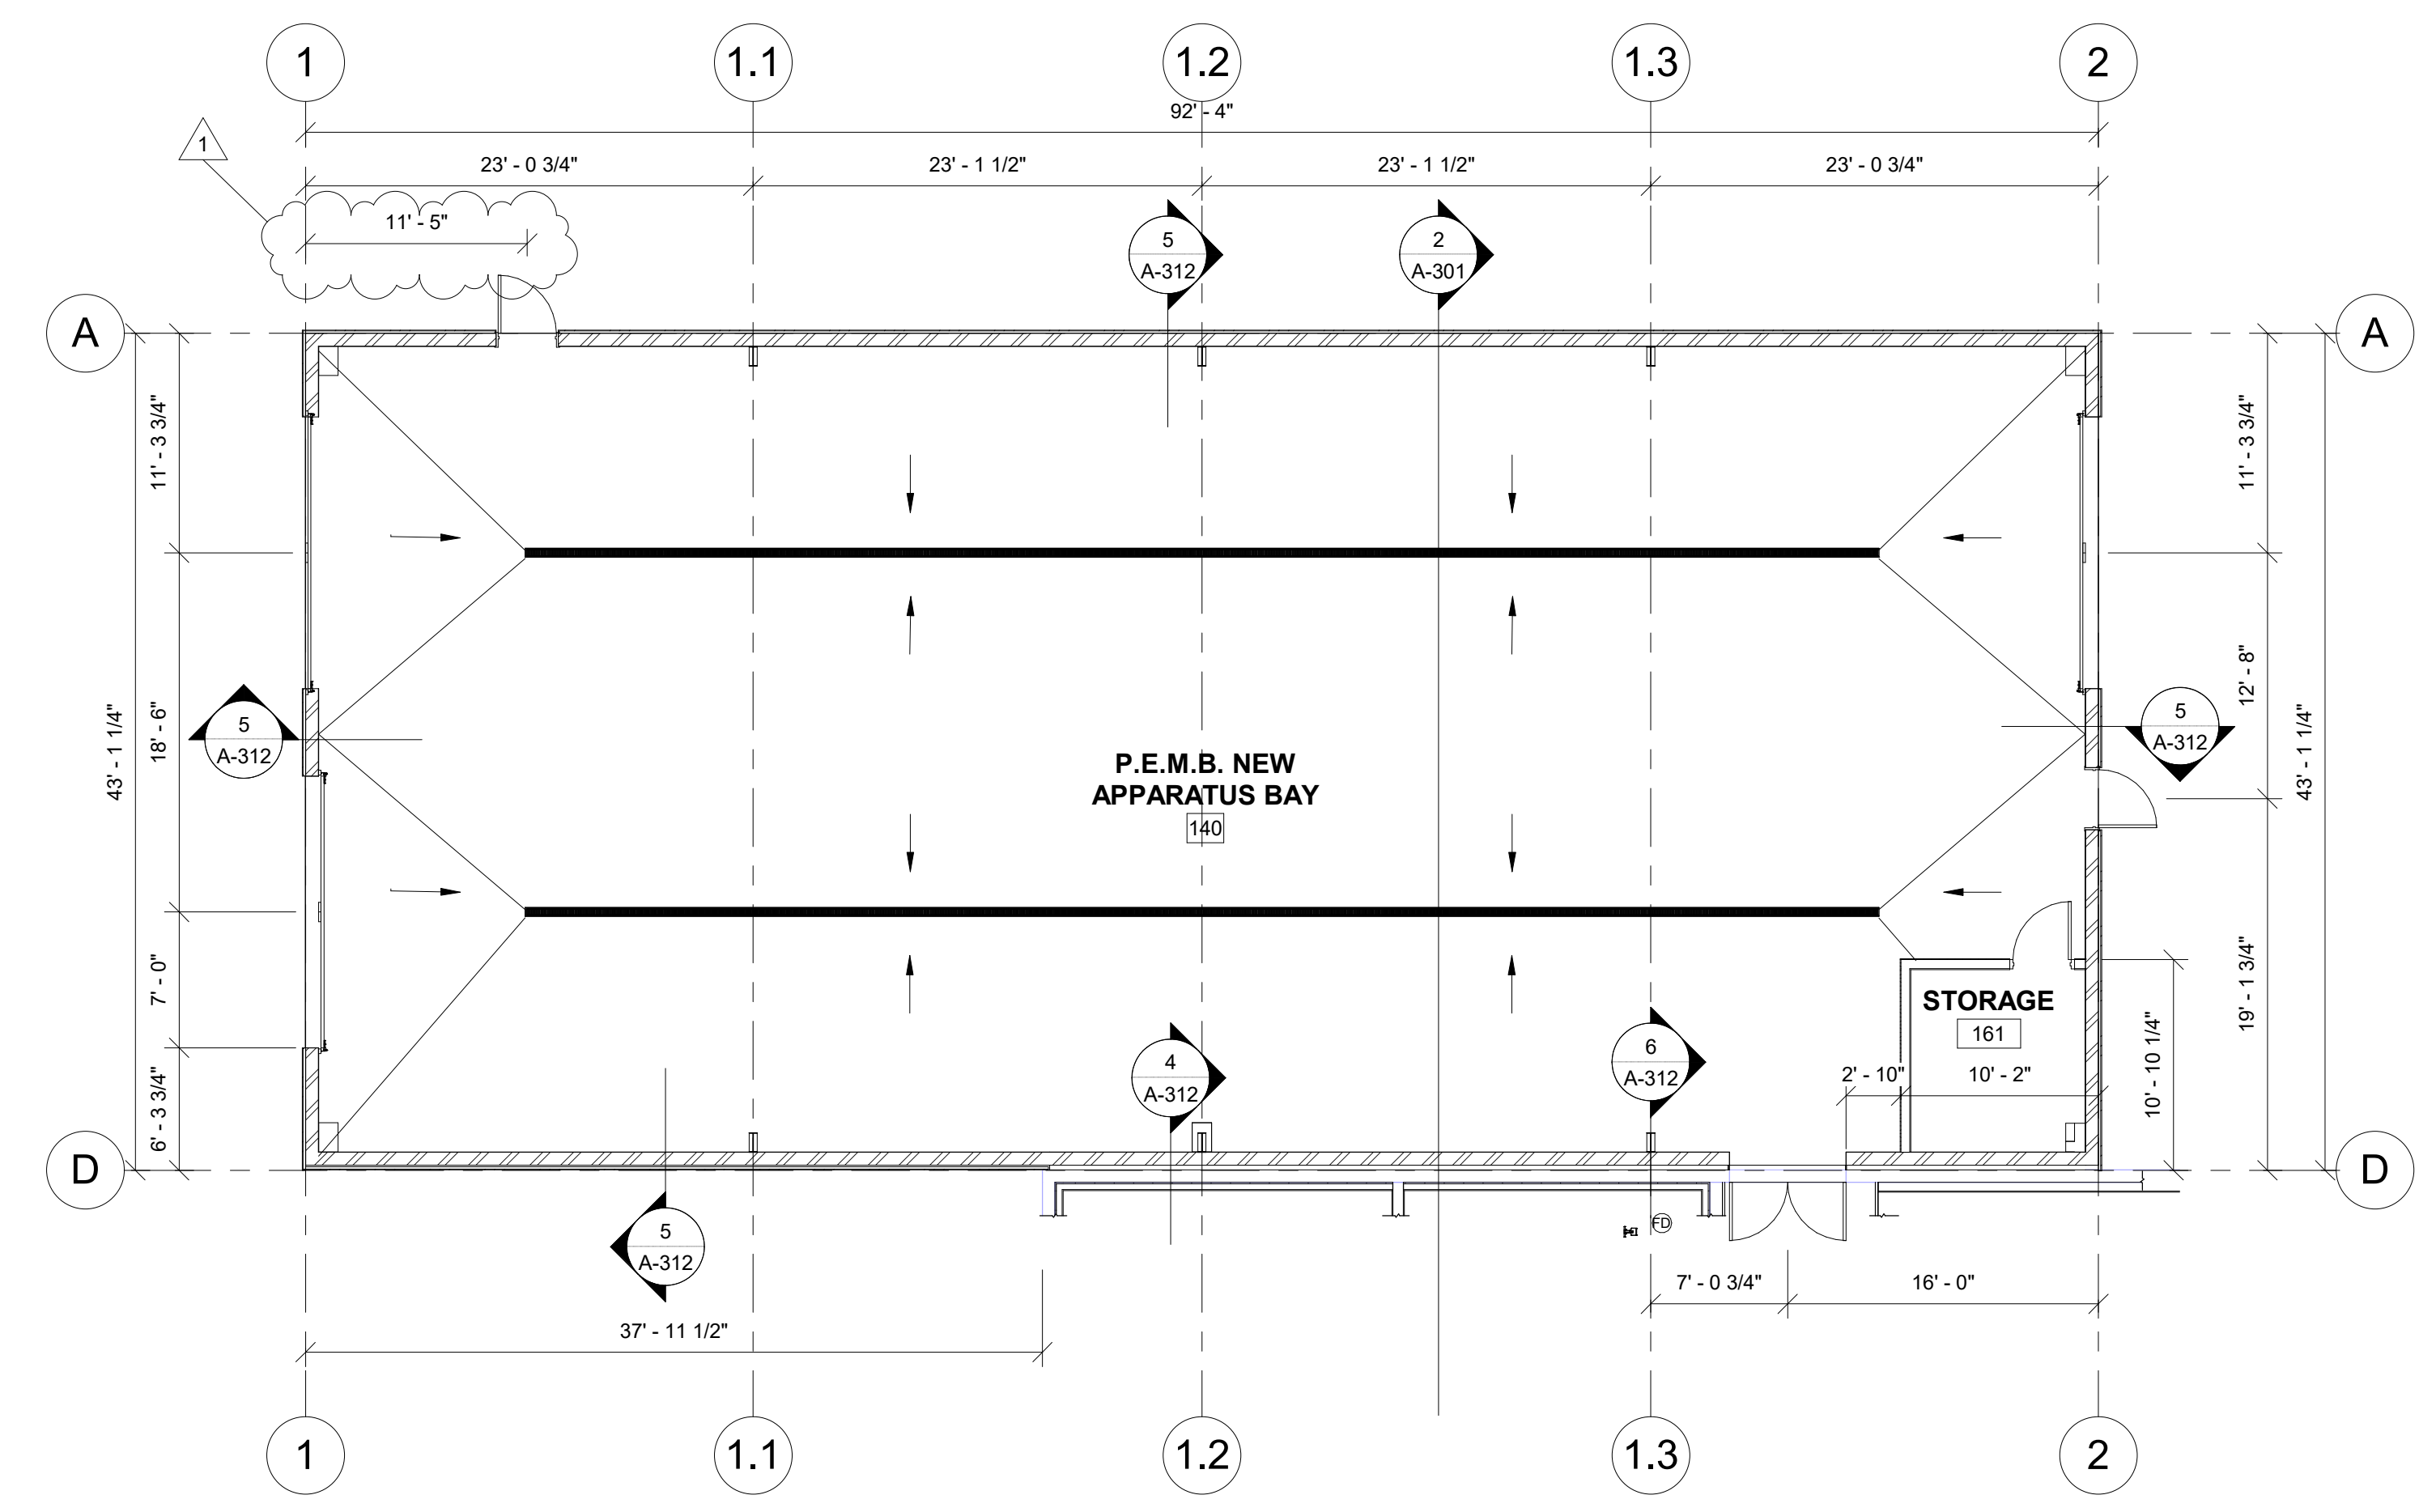 1
1.1
1.2
1.3
2
92' - 4"
1
23' - 0 3/4"
23' - 1 1/2"
23' - 1 1/2"
23' - 0 3/4"
11' - 5"
5
A-312
2
A-301
A
A
11' - 3 3/4"
11' - 3 3/4"
43' - 1 1/4"
18' - 6"
5
A-312
12' - 8"
43' - 1 1/4"
5
A-312
P.E.M.B. NEW
APPARATUS BAY
140
7' - 0"
19' - 1 3/4"
STORAGE
161
10' - 10 1/4"
2' - 10"
10' - 2"
6' - 3 3/4"
4
A-312
6
A-312
D
D
5
A-312
FD
7' - 0 3/4"
16' - 0"
37' - 11 1/2"
1
1.1
1.2
1.3
2